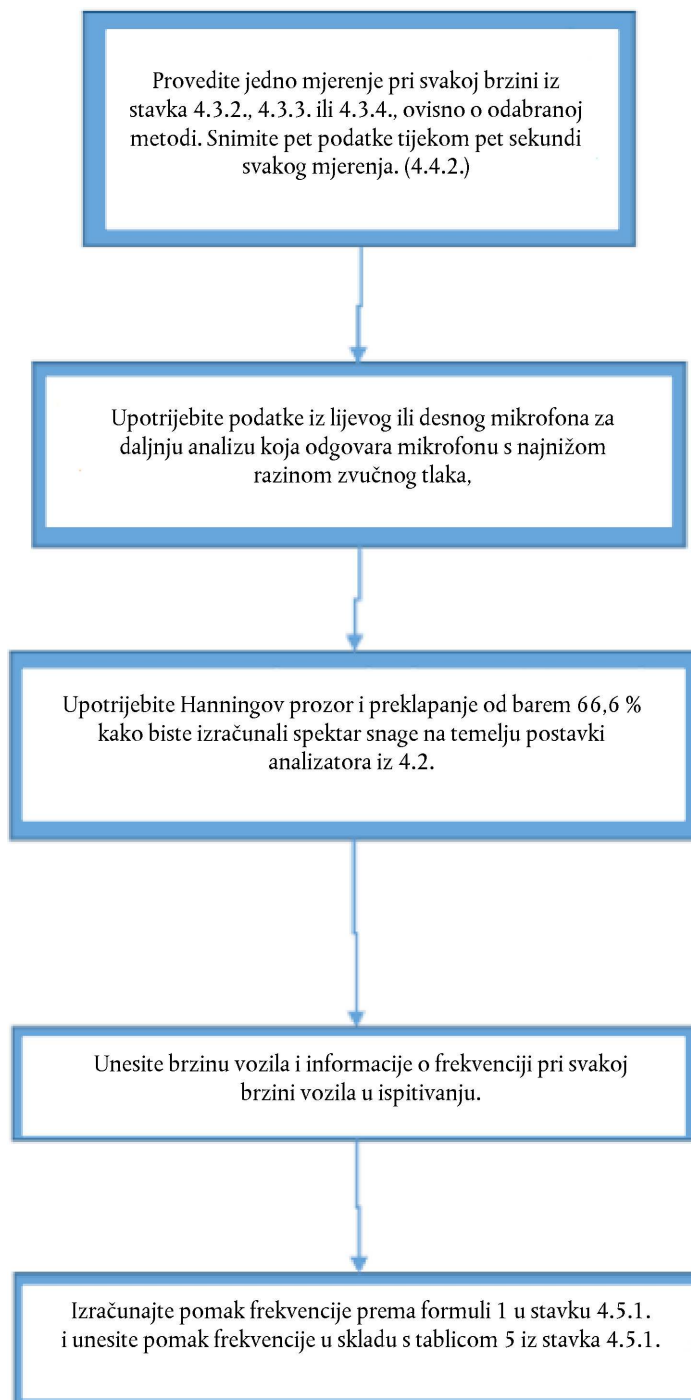 Provedite jedno mjerenje pri svakoj brzini iz
stavka 4.3.2., 4.3.3. ili 4.3.4., ovisno o odabranoj
metodi. Snimite pet podatke tijekom pet sekundi
svakog mjerenja. (4.4.2.)
Upotrijebite podatke iz lijevog ili desnog mikrofona za
daljnju analizu koja odgovara mikrofonu s najnižom
razinom zvučnog tlaka,
Upotrijebite Hanningov prozor i preklapanje od barem 66,6 %
kako biste izračunali spektar snage na temelju postavki
analizatora iz 4.2.
Unesite brzinu vozila i informacije o frekvenciji pri svakoj
brzini vozila u ispitivanju.
Izračunajte pomak frekvencije prema formuli 1 u stavku 4.5.1.
i unesite pomak frekvencije u skladu s tablicom 5 iz stavka 4.5.1.